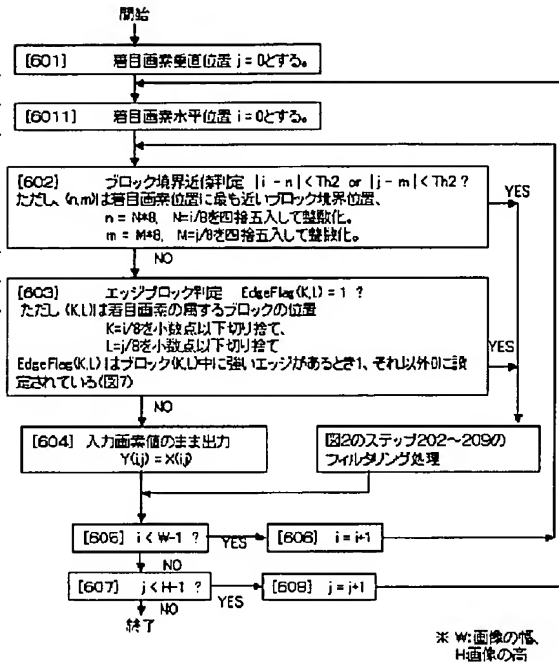 開始
[601] 着目画素垂直位置 j = 0とする。
[6011] 着目画素水平位置 i = 0とする。
[602] ブロック境界近傍判定 |i - n| < Th2 or |j - m| < Th2 ?
ただし、(n,m)は着目画素位置に最も近いブロック境界位置、
n = N*8, N=i/8を四捨五入して整数化。
m = M*8, M=j/8を四捨五入して整数化。
YES
NO
[603] エッジブロック判定 EdgeFlag(K,L) = 1 ?
ただし (K,L)は着目画素の属するブロックの位置
K=i/8を小数点以下切り捨て、
L=j/8を小数点以下切り捨て
EdgeFlag(K,L)はブロック(K,L)中に強いエッジがあるとき1、それ以外0に設
定されている(図7)
YES
NO
[604] 入力画素値のまま出力
Y(i,j) = X(i,j)
図2のステップ202～209の
フィルタリング処理
[605] i < W-1 ?
YES
[606] i = i+1
NO
[607] j < H-1 ?
YES
[608] j = j+1
NO
終了
※ W:画像の幅、
H:画像の高